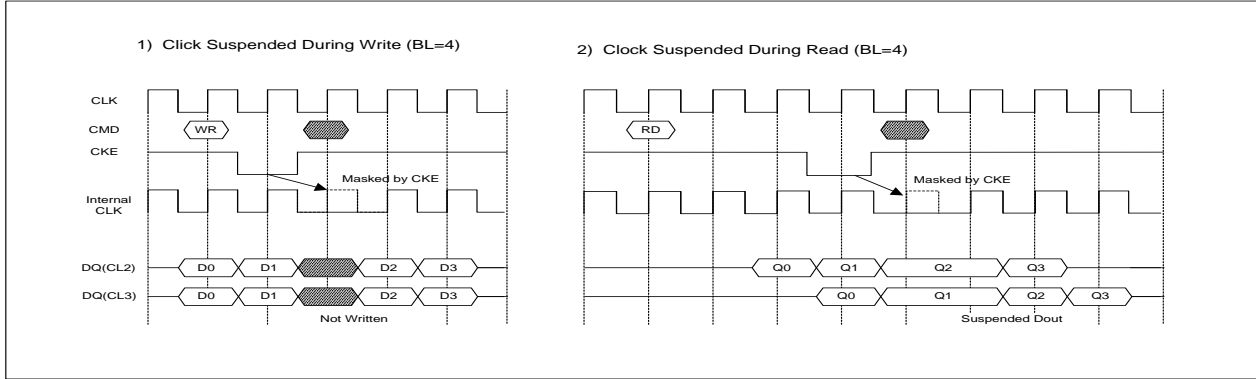 1) Click Suspended During Write (BL=4)
CLK
CMD
WR
CKE
Masked by CKE
Internal
CLK
DQ(CL2)
D0 D1 D2 D3
DQ(CL3)
D0 D1 D2 D3
Not Written
2) Clock Suspended During Read (BL=4)
RD
Masked by CKE
Q0 Q1 Q2 Q3
Q0 Q1 Q2 Q3
Suspended Dout